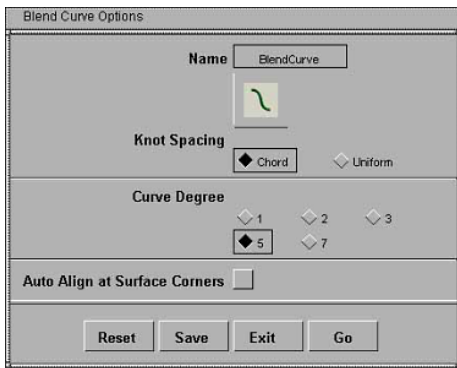 Blend Curve Options
Name BlendCurve
Knot Spacing
Chord Uniform
Curve Degree
1 2 3
5 7
Auto Align at Surface Corners
Reset Save Exit Go